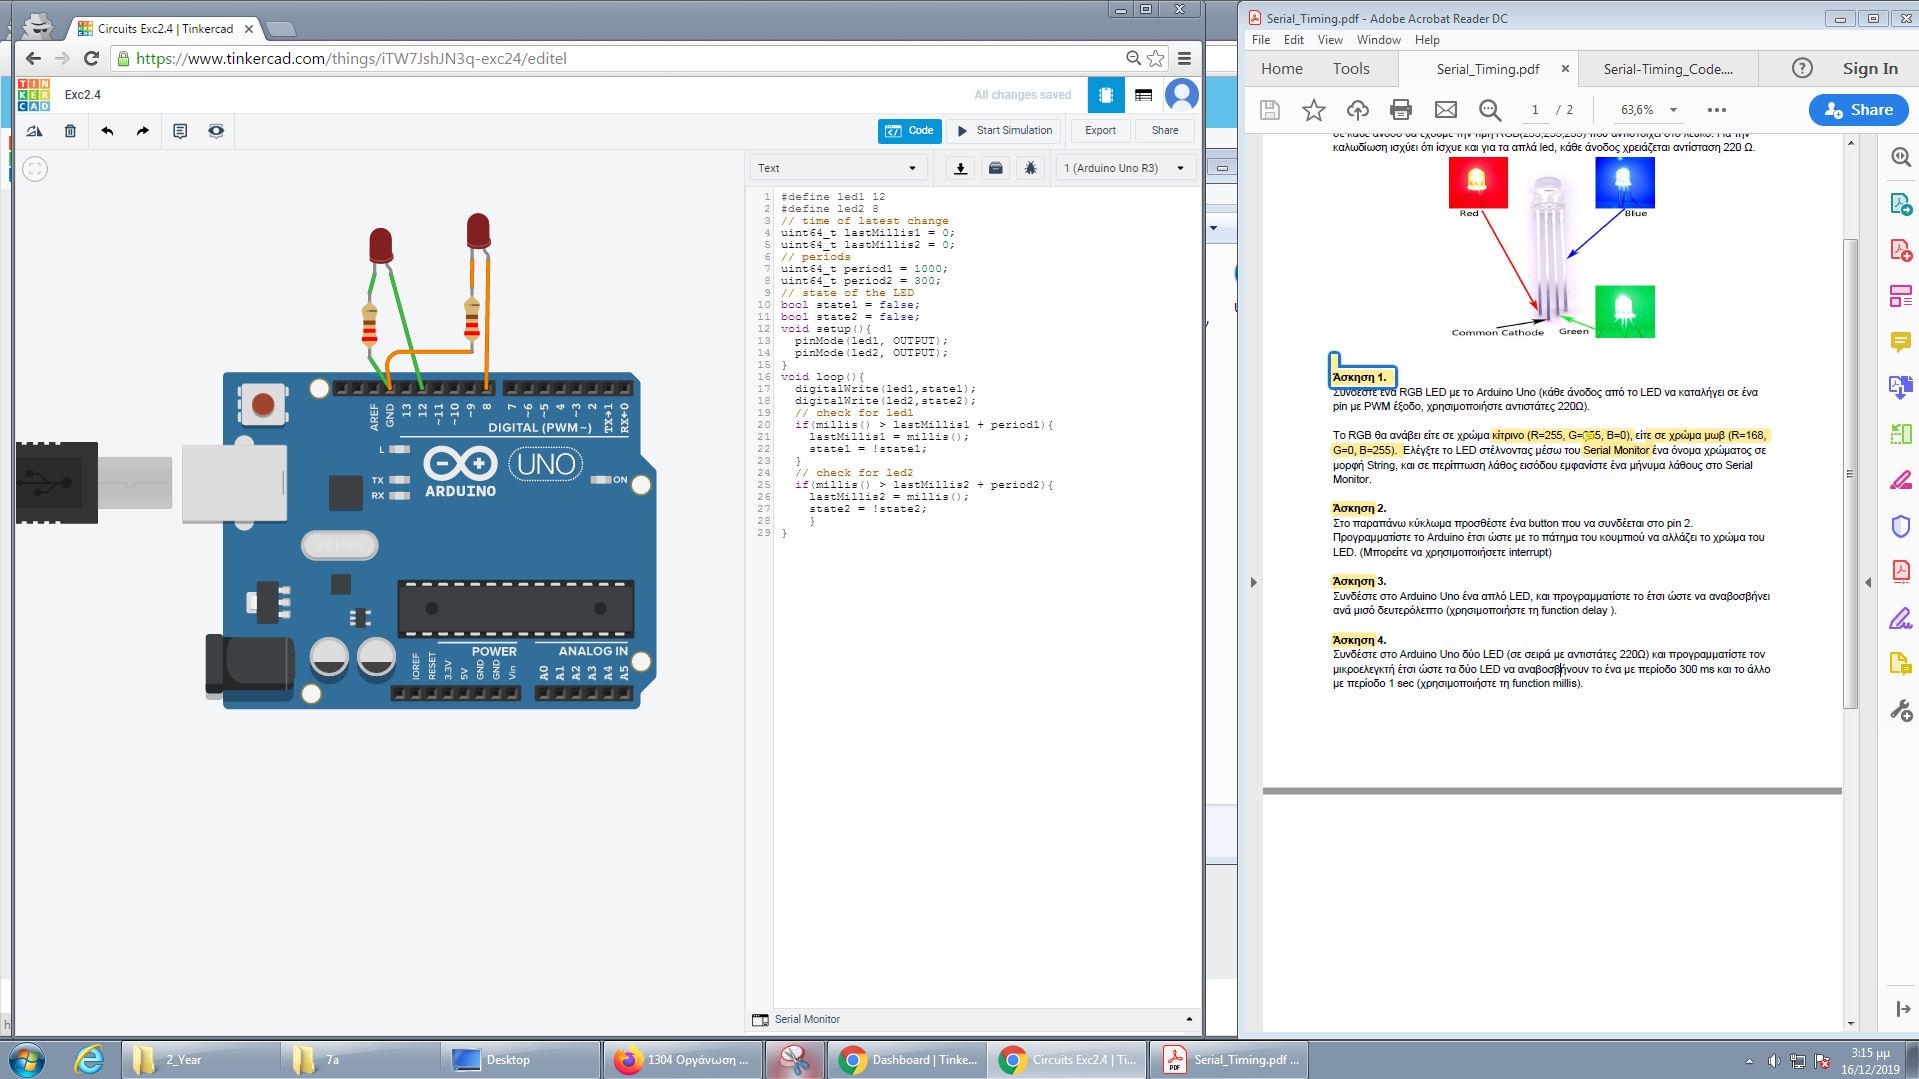 Circuits Exc2.4 | Tinkercad
https://www.tinkercad.com/things/iTW7JshJN3q-exc24/editel
TIN
KER
CAD
Exc2.4
All changes saved
Code
Start Simulation
Export
Share
Text
1 (Arduino Uno R3)
1 #define led1 12
2 #define led2 8
3 // time of latest change
4 uint64_t lastMillis1 = 0;
5 uint64_t lastMillis2 = 0;
6 // periods
7 uint64_t period1 = 1000;
8 uint64_t period2 = 300;
9 // state of the LED
10 bool state1 = false;
11 bool state2 = false;
12 void setup(){
13 pinMode(led1, OUTPUT);
14 pinMode(led2, OUTPUT);
15 }
16 void loop(){
17 digitalWrite(led1,state1);
18 digitalWrite(led2,state2);
19 // check for led1
20 if(millis() > lastMillis1 + period1){
21 lastMillis1 = millis();
22 state1 = !state1;
23 }
24 // check for led2
25 if(millis() > lastMillis2 + period2){
26 lastMillis2 = millis();
27 state2 = !state2;
28 }
29 }
AREF
GND
13
12
~11
~10
~9
8
7
~6
~5
4
~3
2
TX→1
RX←0
DIGITAL (PWM~)
L
TX
RX
UNO
ARDUINO
ON
POWER
ANALOG IN
IOREF
RESET
3.3V
5V
GND
GND
Vin
A0
A1
A2
A3
A4
A5
Serial Monitor
Serial_Timing.pdf - Adobe Acrobat Reader DC
File Edit View Window Help
Home Tools Serial_Timing.pdf Serial-Timing_Code.... Sign In
1 / 2 63,6% Share
καλωδίωση ισχύει ότι ίσχυε και για τα απλά led, κάθε άνοδος χρειάζεται αντίσταση 220 Ω.
Red
Blue
Common Cathode
Green
Άσκηση 1.
Συνδέστε ένα RGB LED με το Arduino Uno (κάθε άνοδος από το LED να καταλήγει σε ένα
pin με PWM έξοδο, χρησιμοποιήστε αντιστάτες 220Ω).
Το RGB θα ανάβει είτε σε χρώμα κίτρινο (R=255, G= B=0), είτε σε χρώμα μωβ (R=168,
G=0, B=255). Ελέγξτε το LED στέλνοντας μέσω του Serial Monitor ένα όνομα χρώματος σε
μορφή String, και σε περίπτωση λάθος εισόδου εμφανίστε ένα μήνυμα λάθους στο Serial
Monitor.
Άσκηση 2.
Στο παραπάνω κύκλωμα προσθέστε ένα button που να συνδέεται στο pin 2.
Προγραμματίστε το Arduino έτσι ώστε με το πάτημα του κουμπιού να αλλάζει το χρώμα του
LED. (Μπορείτε να χρησιμοποιήσετε interrupt)
Άσκηση 3.
Συνδέστε στο Arduino Uno ένα απλό LED, και προγραμματίστε το έτσι ώστε να αναβοσβήνει
ανά μισό δευτερόλεπτο (χρησιμοποιήστε τη function delay ).
Άσκηση 4.
Συνδέστε στο Arduino Uno δύο LED (σε σειρά με αντιστάτες 220Ω) και προγραμματίστε τον
μικροελεγκτή έτσι ώστε τα δύο LED να αναβοσβήνουν το ένα με περίοδο 300 ms και το άλλο
με περίοδο 1 sec (χρησιμοποιήστε τη function millis).
2_Year
7a
Desktop
1304 Οργάνωση ...
Dashboard | Tinke...
Circuits Exc2.4 | Ti...
Serial_Timing.pdf ...
3:15 μμ
16/12/2019